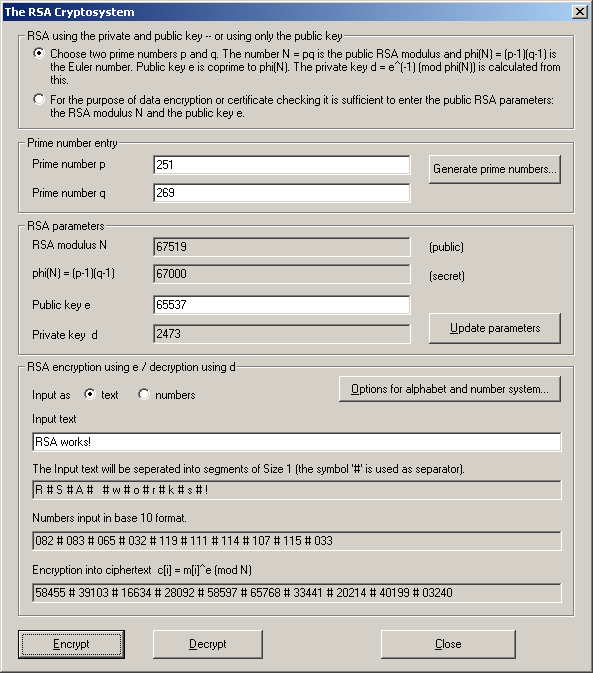 The RSA Cryptosystem
RSA using the private and public key -- or using only the public key
Choose two prime numbers p and q. The number N = pq is the public RSA modulus and phi(N) = (p-1)(q-1) is
the Euler number. Public key e is coprime to phi(N). The private key d = e^(-1) (mod phi(N)) is calculated from
this.
For the purpose of data encryption or certificate checking it is sufficient to enter the public RSA parameters:
the RSA modulus N and the public key e.
Prime number entry
Prime number p 251 Generate prime numbers...
Prime number q 269
RSA parameters
RSA modulus N 67519 (public)
phi(N) = (p-1)(q-1) 67000 (secret)
Public key e 65537
Private key d 2473 Update parameters
RSA encryption using e / decryption using d
Input as text numbers Options for alphabet and number system...
Input text
RSA works!
The Input text will be seperated into segments of Size 1 (the symbol '#' is used as separator).
R # S # A #   # w # o # r # k # s # !
Numbers input in base 10 format.
082 # 083 # 065 # 032 # 119 # 111 # 114 # 107 # 115 # 033
Encryption into ciphertext c[i] = m[i]^e (mod N)
58455 # 39103 # 16634 # 28092 # 58597 # 65768 # 33441 # 20214 # 40199 # 03240
Encrypt Decrypt Close